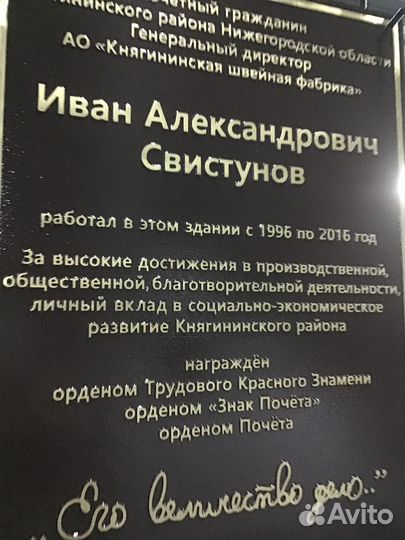 чётный гражданин
гининского района Нижегородской области
Генеральный директор
АО «Княгининская швейная фабрика»
Иван Александрович
Свистунов
работал в этом здании с 1996 по 2016 год
За высокие достижения в производственной,
общественной, благотворительной деятельности,
личный вклад в социально-экономическое
развитие Княгининского района
награждён
орденом Трудового Красного Знамени
орденом «Знак Почёта»
орденом Почёта
„Его величество дело..”
Avito